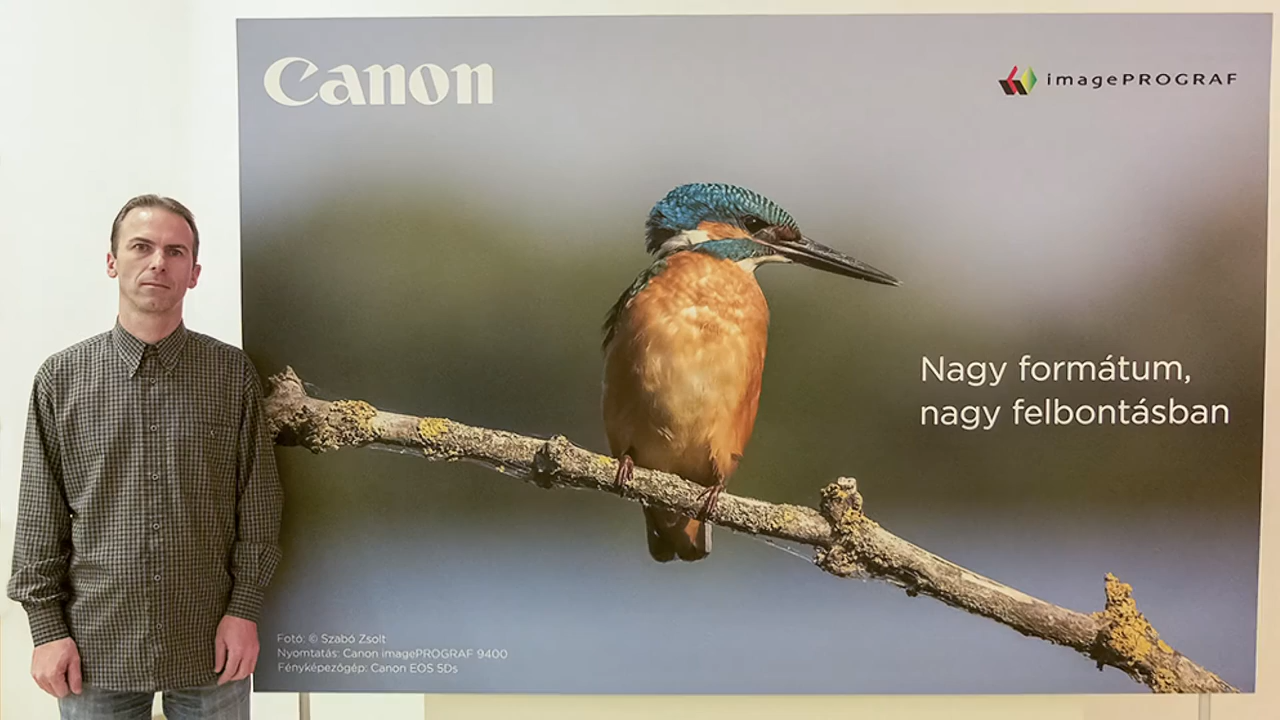 Canon
imagePROGRAF
Nagy formátum,
nagy felbontásban
Fotó: © Szabó Zsolt
Nyomtatás: Canon imagePROGRAF 9400
Fényképezőgép: Canon EOS 5Ds